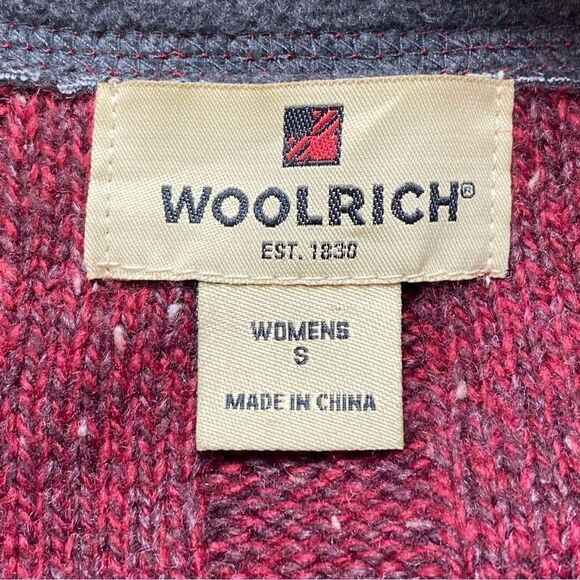 WOOLRICH®
EST. 1830
WOMENS
S
MADE IN CHINA